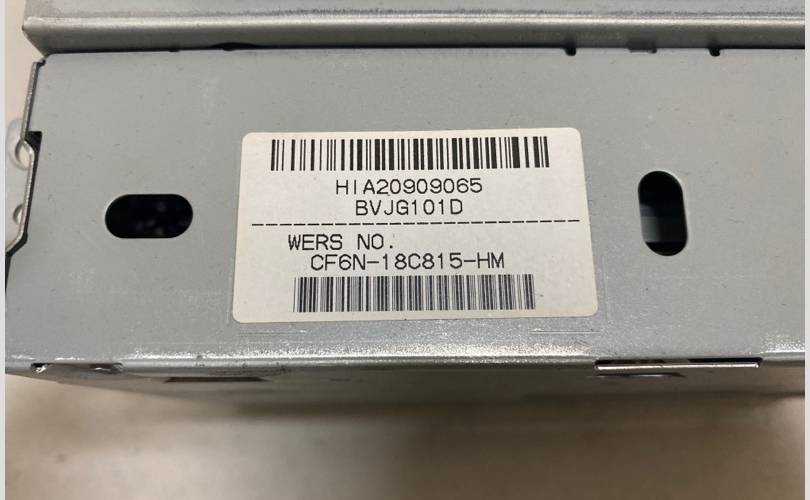 HIA20909065
BVJG101D
WERS NO.
CF6N-18C815-HM